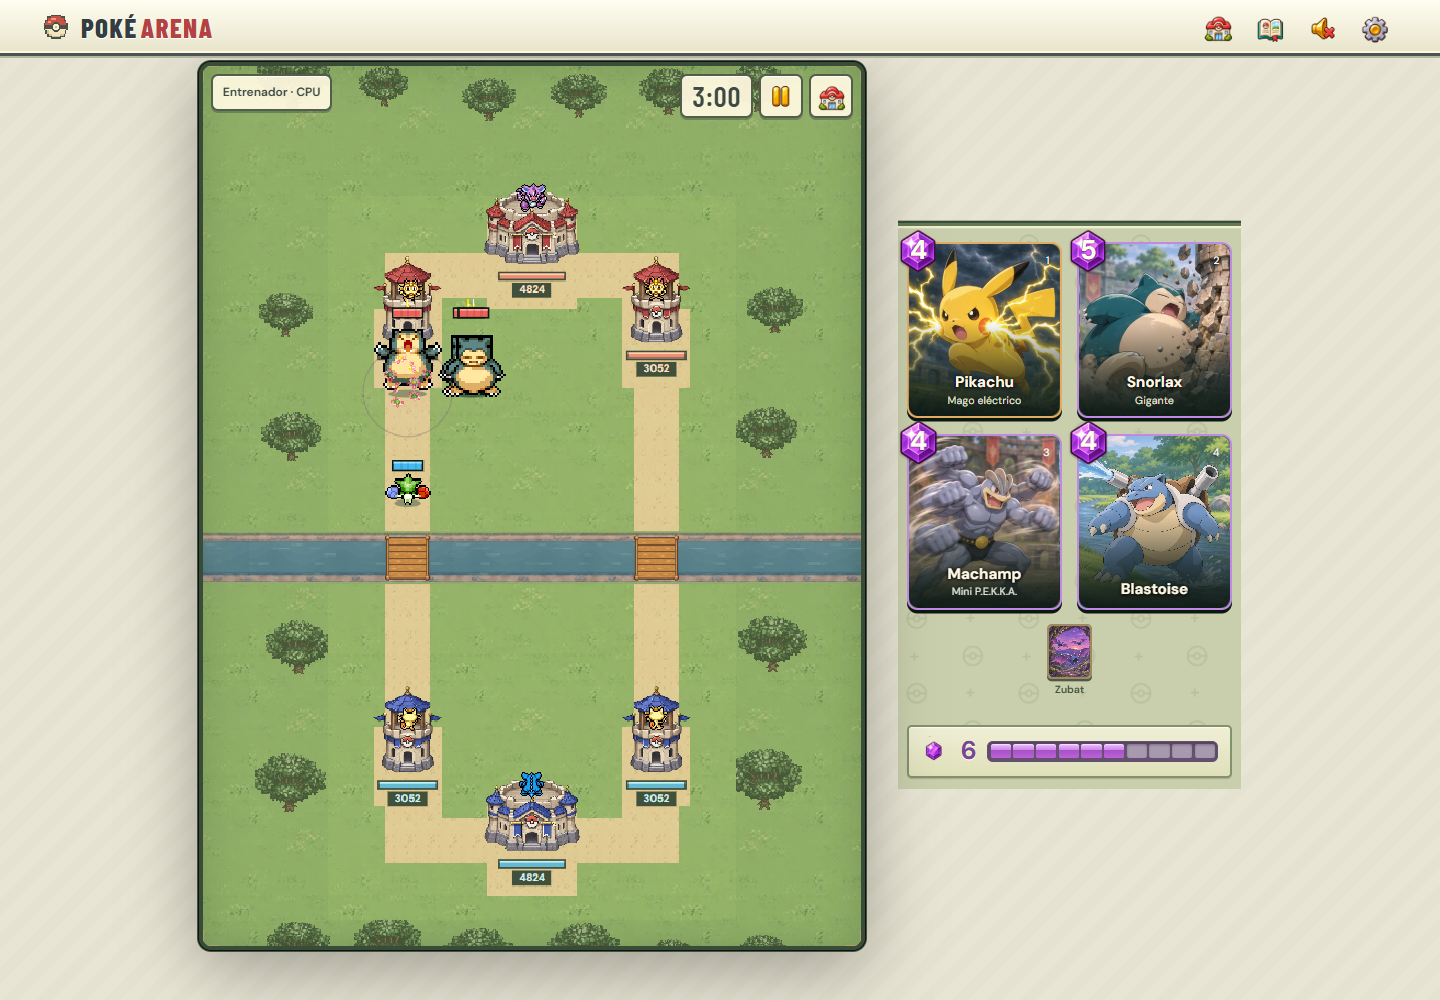 POKÉ ARENA
Entrenador · CPU
3:00
4824
3052
3052
3052
4824
4
1
Pikachu
Mago eléctrico
5
2
Snorlax
Gigante
4
3
Machamp
Mini P.E.K.K.A.
4
4
Blastoise
Zubat
6